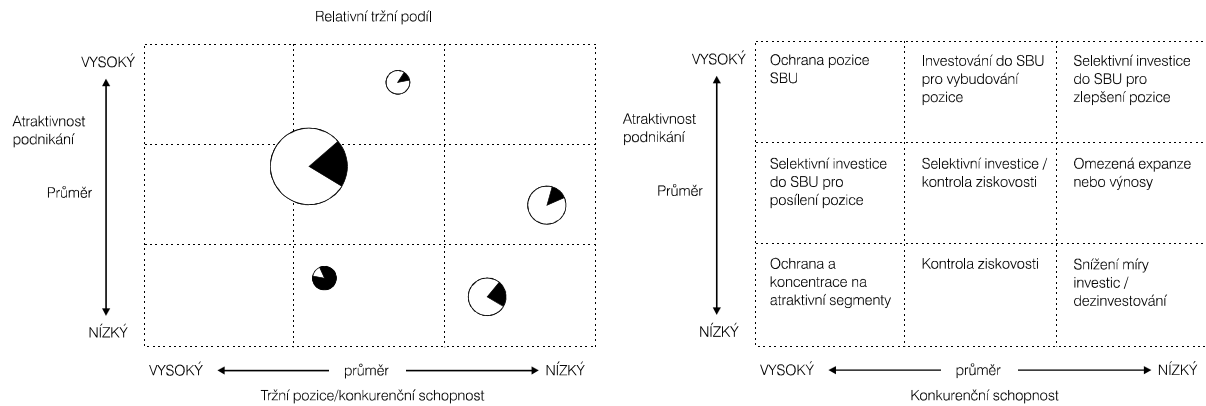 Relativní tržní podíl
VYSOKÝ
Atraktivnost
podnikání
Průměr
NÍZKÝ
VYSOKÝ
průměr
NÍZKÝ
Tržní pozice/konkurenční schopnost
VYSOKÝ
Atraktivnost
podnikání
Průměr
NÍZKÝ
Ochrana pozice
SBU
Investování do SBU
pro vybudování
pozice
Selektivní investice
do SBU pro
zlepšení pozice
Selektivní investice
do SBU pro
posílení pozice
Selektivní investice /
kontrola ziskovosti
Omezená expanze
nebo výnosy
Ochrana a
koncentrace na
atraktivní segmenty
Kontrola ziskovosti
Snížení míry
investic /
dezinvestování
VYSOKÝ
průměr
NÍZKÝ
Konkurenční schopnost